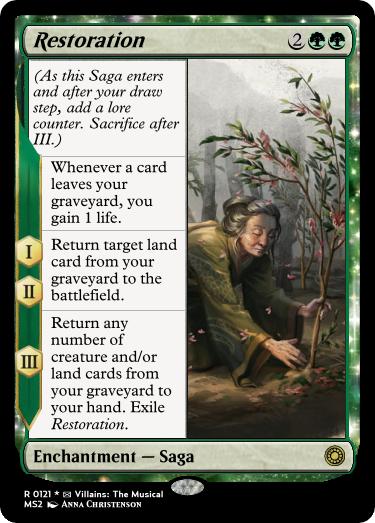 Restoration 2
(As this Saga enters
and after your draw
step, add a lore
counter. Sacrifice after
III.)
Whenever a card
leaves your
graveyard, you
gain 1 life.
I
II
Return target land
card from your
graveyard to the
battlefield.
III
Return any
number of
creature and/or
land cards from
your graveyard to
your hand. Exile
Restoration.
Enchantment — Saga
R 0121 * Villains: The Musical
MS2 Anna Christenson